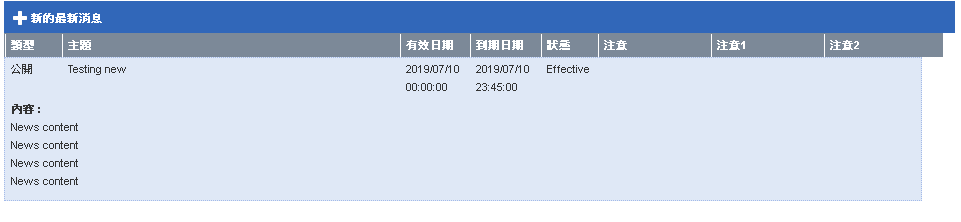 新的最新消息
類型 主題 有效日期 到期日期 狀態 注意 注意1 注意2
公開 Testing new 2019/07/10 2019/07/10 Effective
00:00:00 23:45:00
內容 :
News content
News content
News content
News content